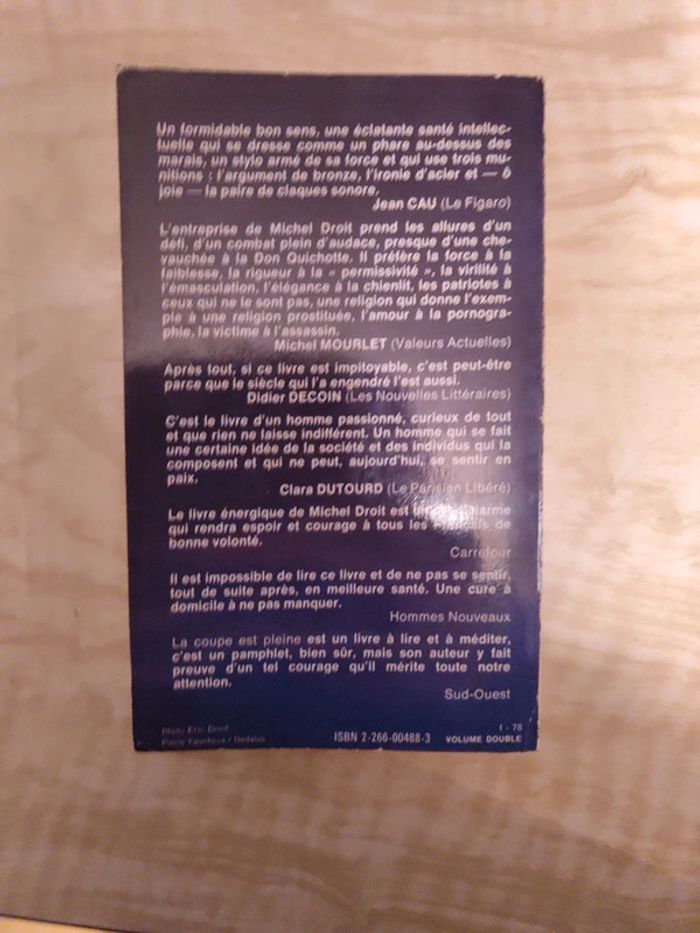 Un formidable bon sens, une éclatante santé intellec-
tuelle qui se dresse comme un phare au-dessus des
marais, un stylo armé de sa force et qui use trois mu-
nitions : l'argument de bronze, l'ironie d'acier et — ô
joie — la paire de claques sonore.
Jean CAU (Le Figaro)
L'entreprise de Michel Droit prend les allures d'un
défi, d'un combat plein d'audace, presque d'une che-
vauchée à la Don Quichotte. Il préfère la force à la
faiblesse, la rigueur à la « permissivité », la virilité à
l'émasculation, l'élégance à la chienlit, les patriotes à
ceux qui ne le sont pas, une religion qui donne l'exem-
ple à une religion prostituée, l'amour à la pornogra-
phie, la victime à l'assassin.
Michel MOURLET (Valeurs Actuelles)
Après tout, si ce livre est impitoyable, c'est peut-être
parce que le siècle qui l'a engendré l'est aussi.
Didier DECOIN (Les Nouvelles Littéraires)
C'est le livre d'un homme passionné, curieux de tout
et que rien ne laisse indifférent. Un homme qui se fait
une certaine idée de la société et des individus qui la
composent et qui ne peut, aujourd'hui, se sentir en
paix.
Clara DUTOURD (Le Parisien Libéré)
Le livre énergique de Michel Droit est
qui rendra espoir et courage à tous les Français de
bonne volonté.
Carrefour
Il est impossible de lire ce livre et de ne pas se sentir,
tout de suite après, en meilleure santé. Une cure à
domicile à ne pas manquer.
Hommes Nouveaux
La coupe est pleine est un livre à lire et à méditer,
c'est un pamphlet, bien sûr, mais son auteur y fait
preuve d'un tel courage qu'il mérite toute notre
attention.
Sud-Ouest
Photo Eric Droit
Pierre Faucheux / Dedalus
ISBN 2-266-00488-3
I - 78
VOLUME DOUBLE